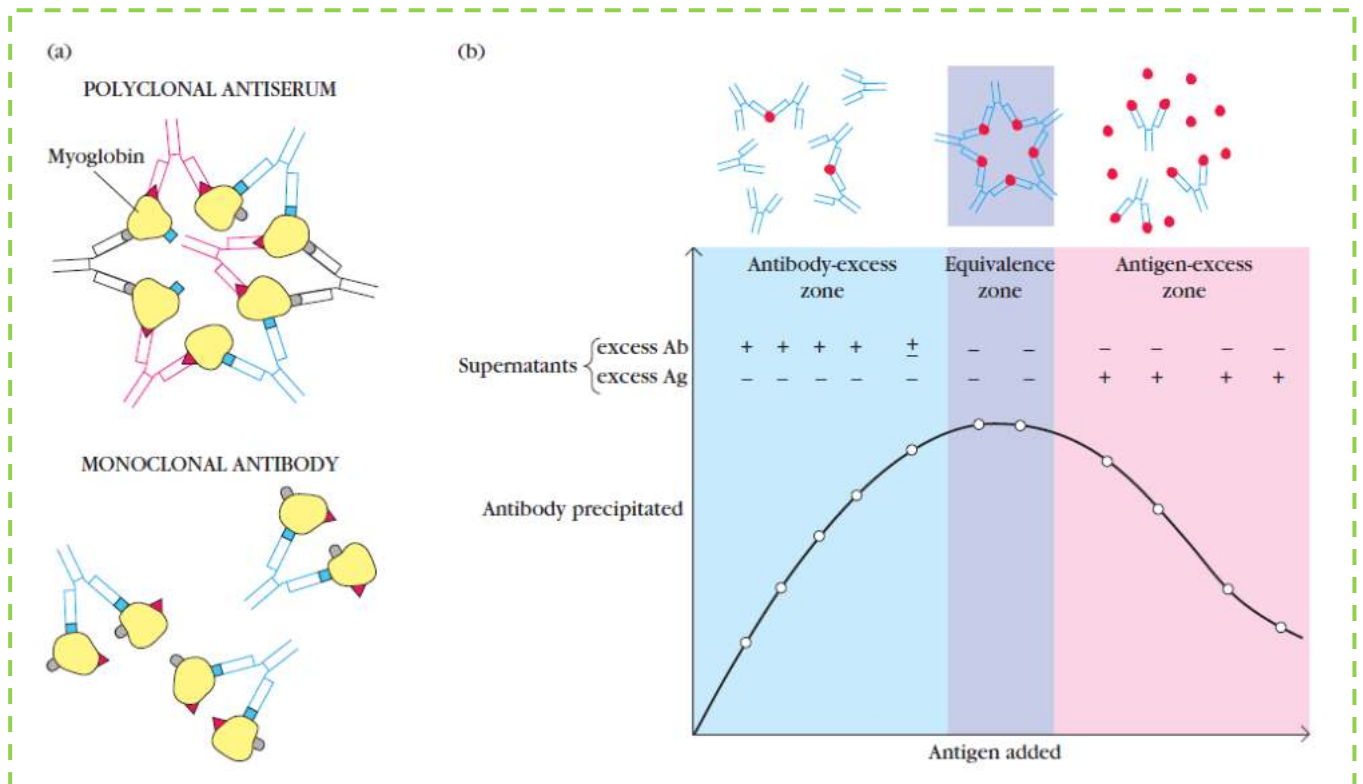 (a)
POLYCLONAL ANTISERUM
Myoglobin
MONOCLONAL ANTIBODY
(b)
Antibody-excess
zone
Equivalence
zone
Antigen-excess
zone
Supernatants { excess Ab + + + + ± – – – – – –
excess Ag – – – – – – – + + + +
Antibody precipitated
Antigen added